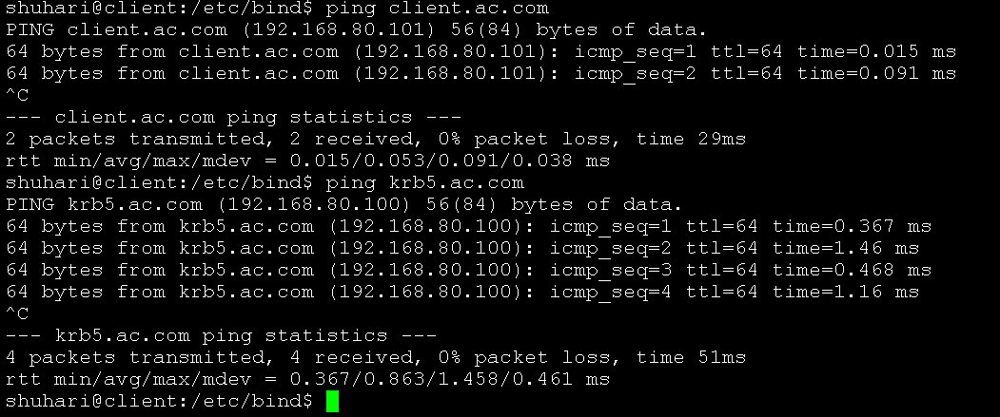 shuhari@client:/etc/bind$ ping client.ac.com
PING client.ac.com (192.168.80.101) 56(84) bytes of data.
64 bytes from client.ac.com (192.168.80.101): icmp_seq=1 ttl=64 time=0.015 ms
64 bytes from client.ac.com (192.168.80.101): icmp_seq=2 ttl=64 time=0.091 ms
^C
--- client.ac.com ping statistics ---
2 packets transmitted, 2 received, 0% packet loss, time 29ms
rtt min/avg/max/mdev = 0.015/0.053/0.091/0.038 ms
shuhari@client:/etc/bind$ ping krb5.ac.com
PING krb5.ac.com (192.168.80.100) 56(84) bytes of data.
64 bytes from krb5.ac.com (192.168.80.100): icmp_seq=1 ttl=64 time=0.367 ms
64 bytes from krb5.ac.com (192.168.80.100): icmp_seq=2 ttl=64 time=1.46 ms
64 bytes from krb5.ac.com (192.168.80.100): icmp_seq=3 ttl=64 time=0.468 ms
64 bytes from krb5.ac.com (192.168.80.100): icmp_seq=4 ttl=64 time=1.16 ms
^C
--- krb5.ac.com ping statistics ---
4 packets transmitted, 4 received, 0% packet loss, time 51ms
rtt min/avg/max/mdev = 0.367/0.863/1.458/0.461 ms
shuhari@client:/etc/bind$